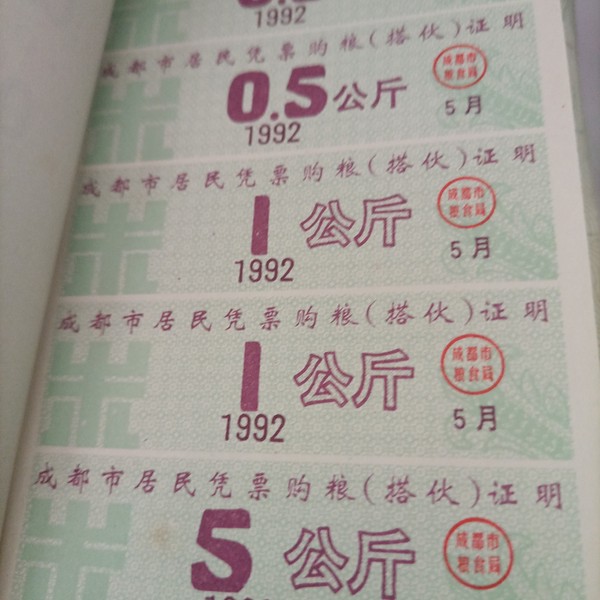 1992
成都市居民凭票购粮(搭伙)证明
0.5公斤
成都市
粮食局
1992
5月
成都市居民凭票购粮(搭伙)证明
1公斤
成都市
粮食局
1992
5月
成都市居民凭票购粮(搭伙)证明
1公斤
成都市
粮食局
1992
5月
成都市居民凭票购粮(搭伙)证明
5公斤
成都市
粮食局